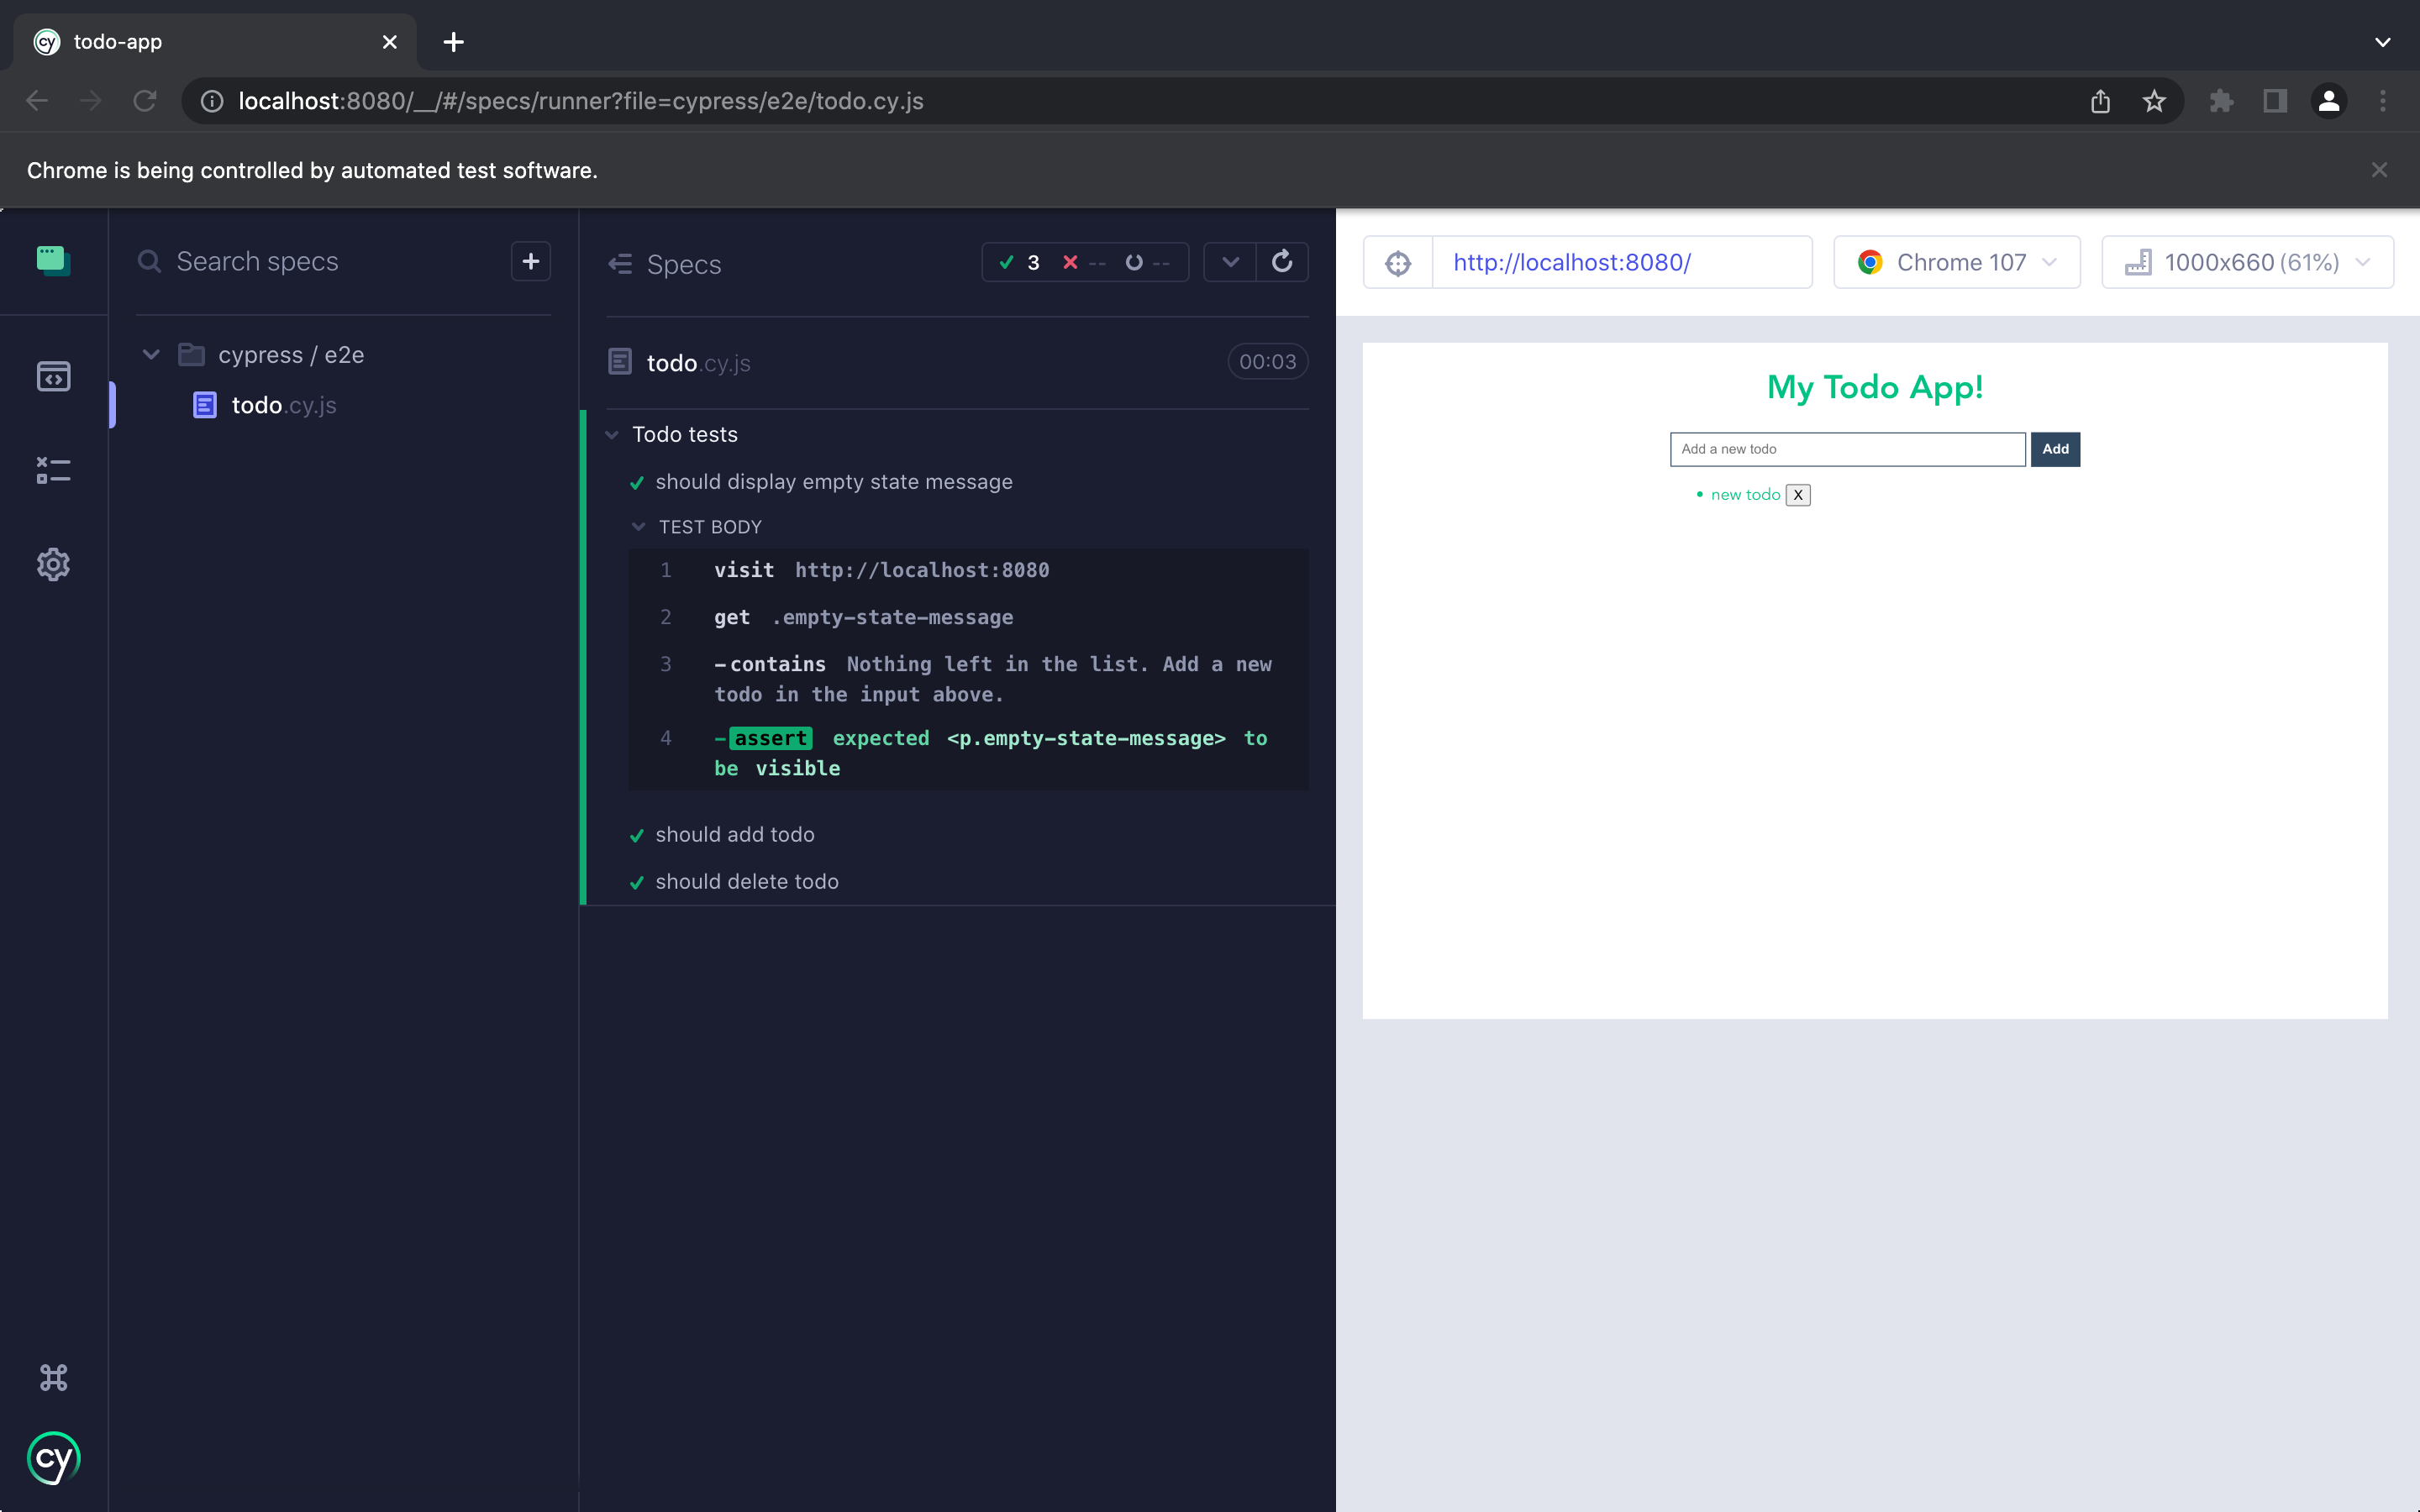 todo-app
localhost:8080/__/#/specs/runner?file=cypress/e2e/todo.cy.js
Chrome is being controlled by automated test software.
Search specs
cypress / e2e
todo.cy.js
cy
Specs
3 -- --
todo.cy.js 00:03
Todo tests
should display empty state message
TEST BODY
1 visit http://localhost:8080
2 get .empty-state-message
3 -contains Nothing left in the list. Add a new
todo in the input above.
4 -assert expected <p.empty-state-message> to
be visible
should add todo
should delete todo
http://localhost:8080/ Chrome 107 1000x660 (61%)
My Todo App!
Add a new todo Add
• new todo X